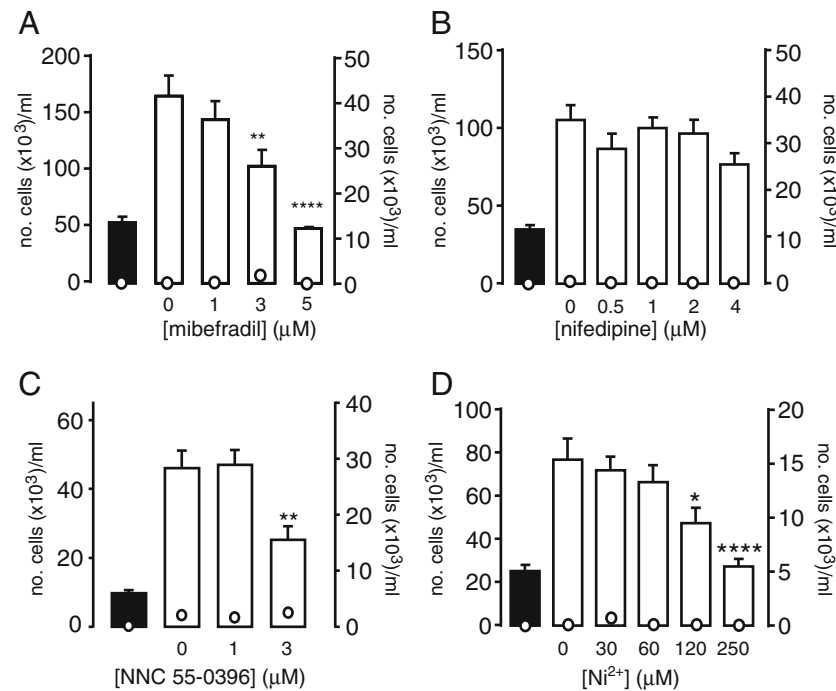 A
no. cells (x10³)/ml
200
150
100
50
0
50
40
30
20
10
0
no. cells (x10³)/ml
**
****
0 1 3 5
[mibefradil] (μM)
B
no. cells (x10³)/ml
150
100
50
0
50
40
30
20
10
0
no. cells (x10³)/ml
0 0.5 1 2 4
[nifedipine] (μM)
C
no. cells (x10³)/ml
60
40
20
0
40
30
20
10
0
no. cells (x10³)/ml
**
0 1 3
[NNC 55-0396] (μM)
D
no. cells (x10³)/ml
100
80
60
40
20
0
20
15
10
5
0
no. cells (x10³)/ml
*
****
0 30 60 120 250
[Ni²⁺] (μM)